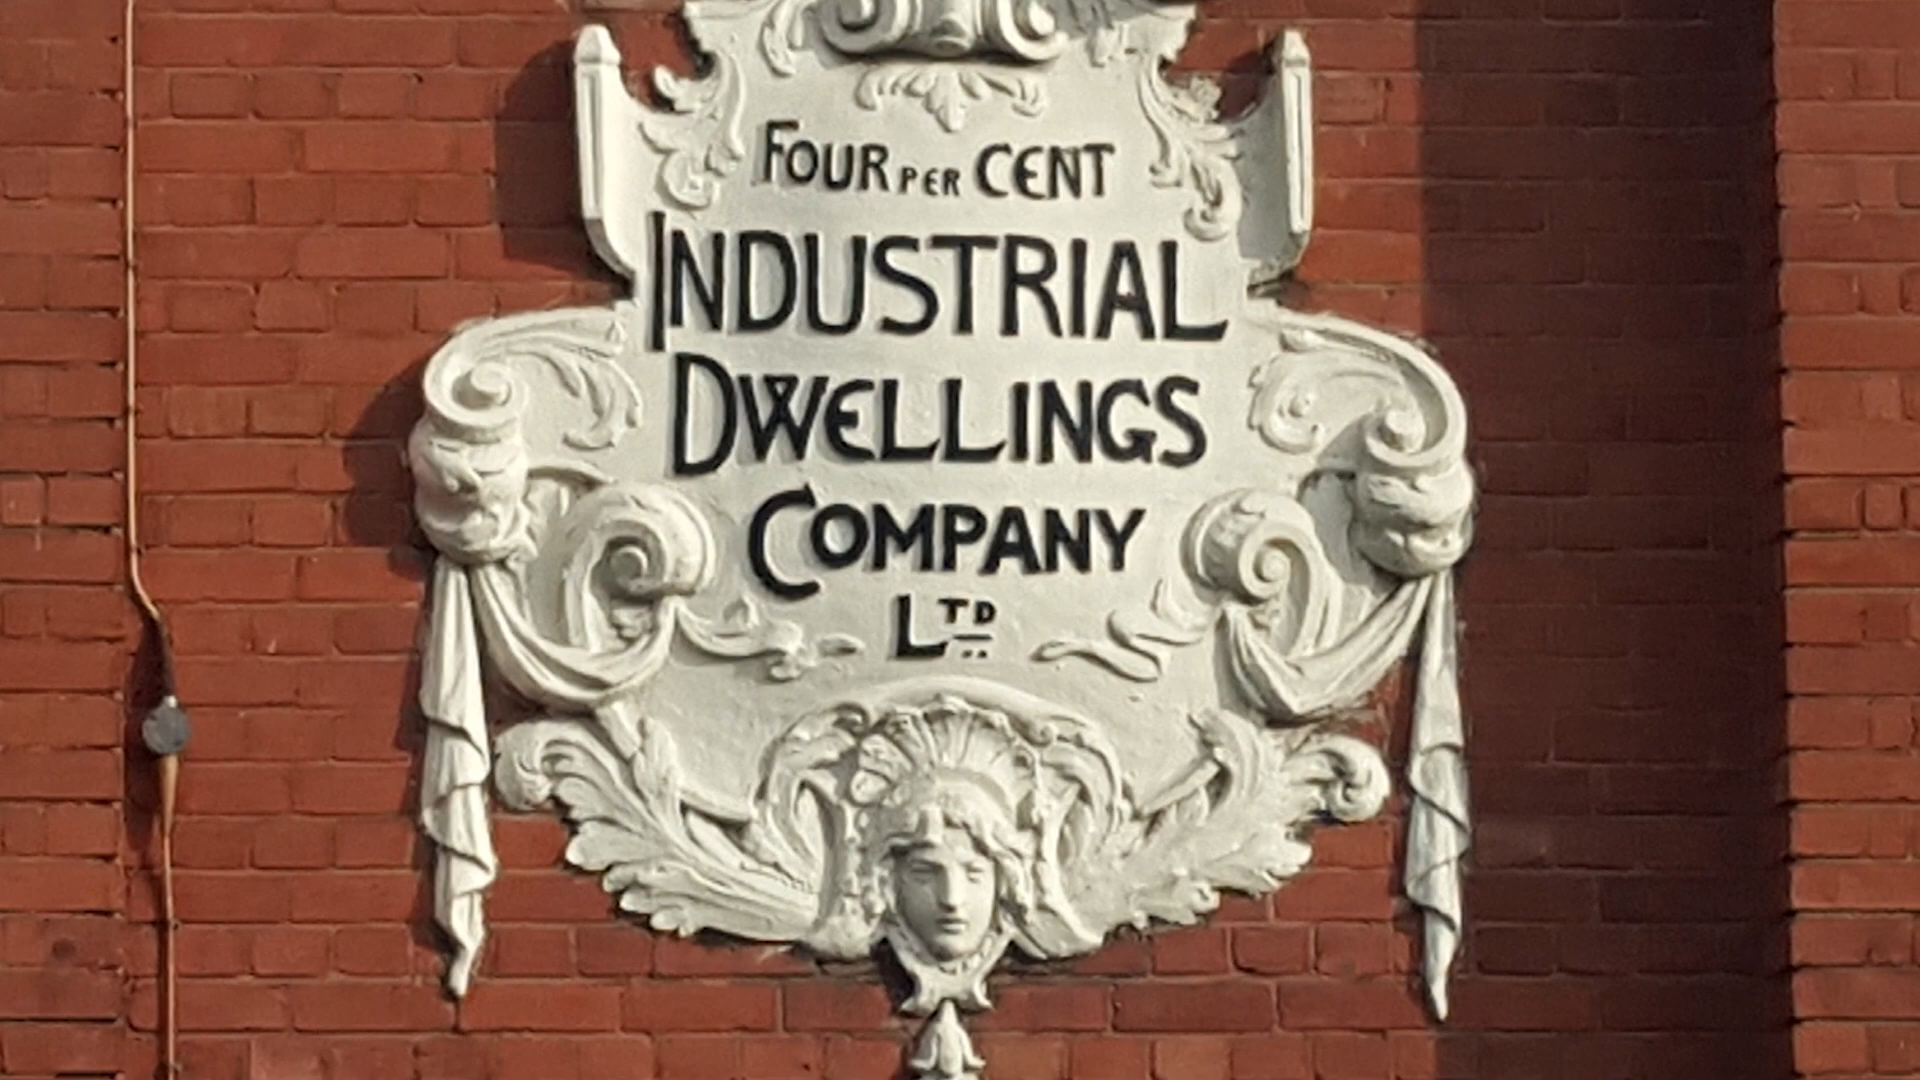 FOUR PER CENT
INDUSTRIAL
DWELLINGS
COMPANY
LTD